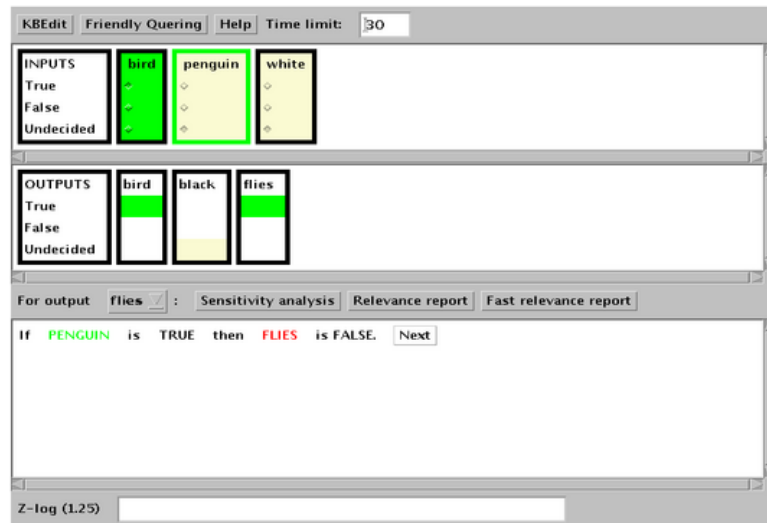 KBEdit Friendly Quering Help Time limit: 30
INPUTS bird penguin white
True
False
Undecided
OUTPUTS bird black flies
True
False
Undecided
For output flies : Sensitivity analysis Relevance report Fast relevance report
If PENGUIN is TRUE then FLIES is FALSE. Next
Z-log (1.25)